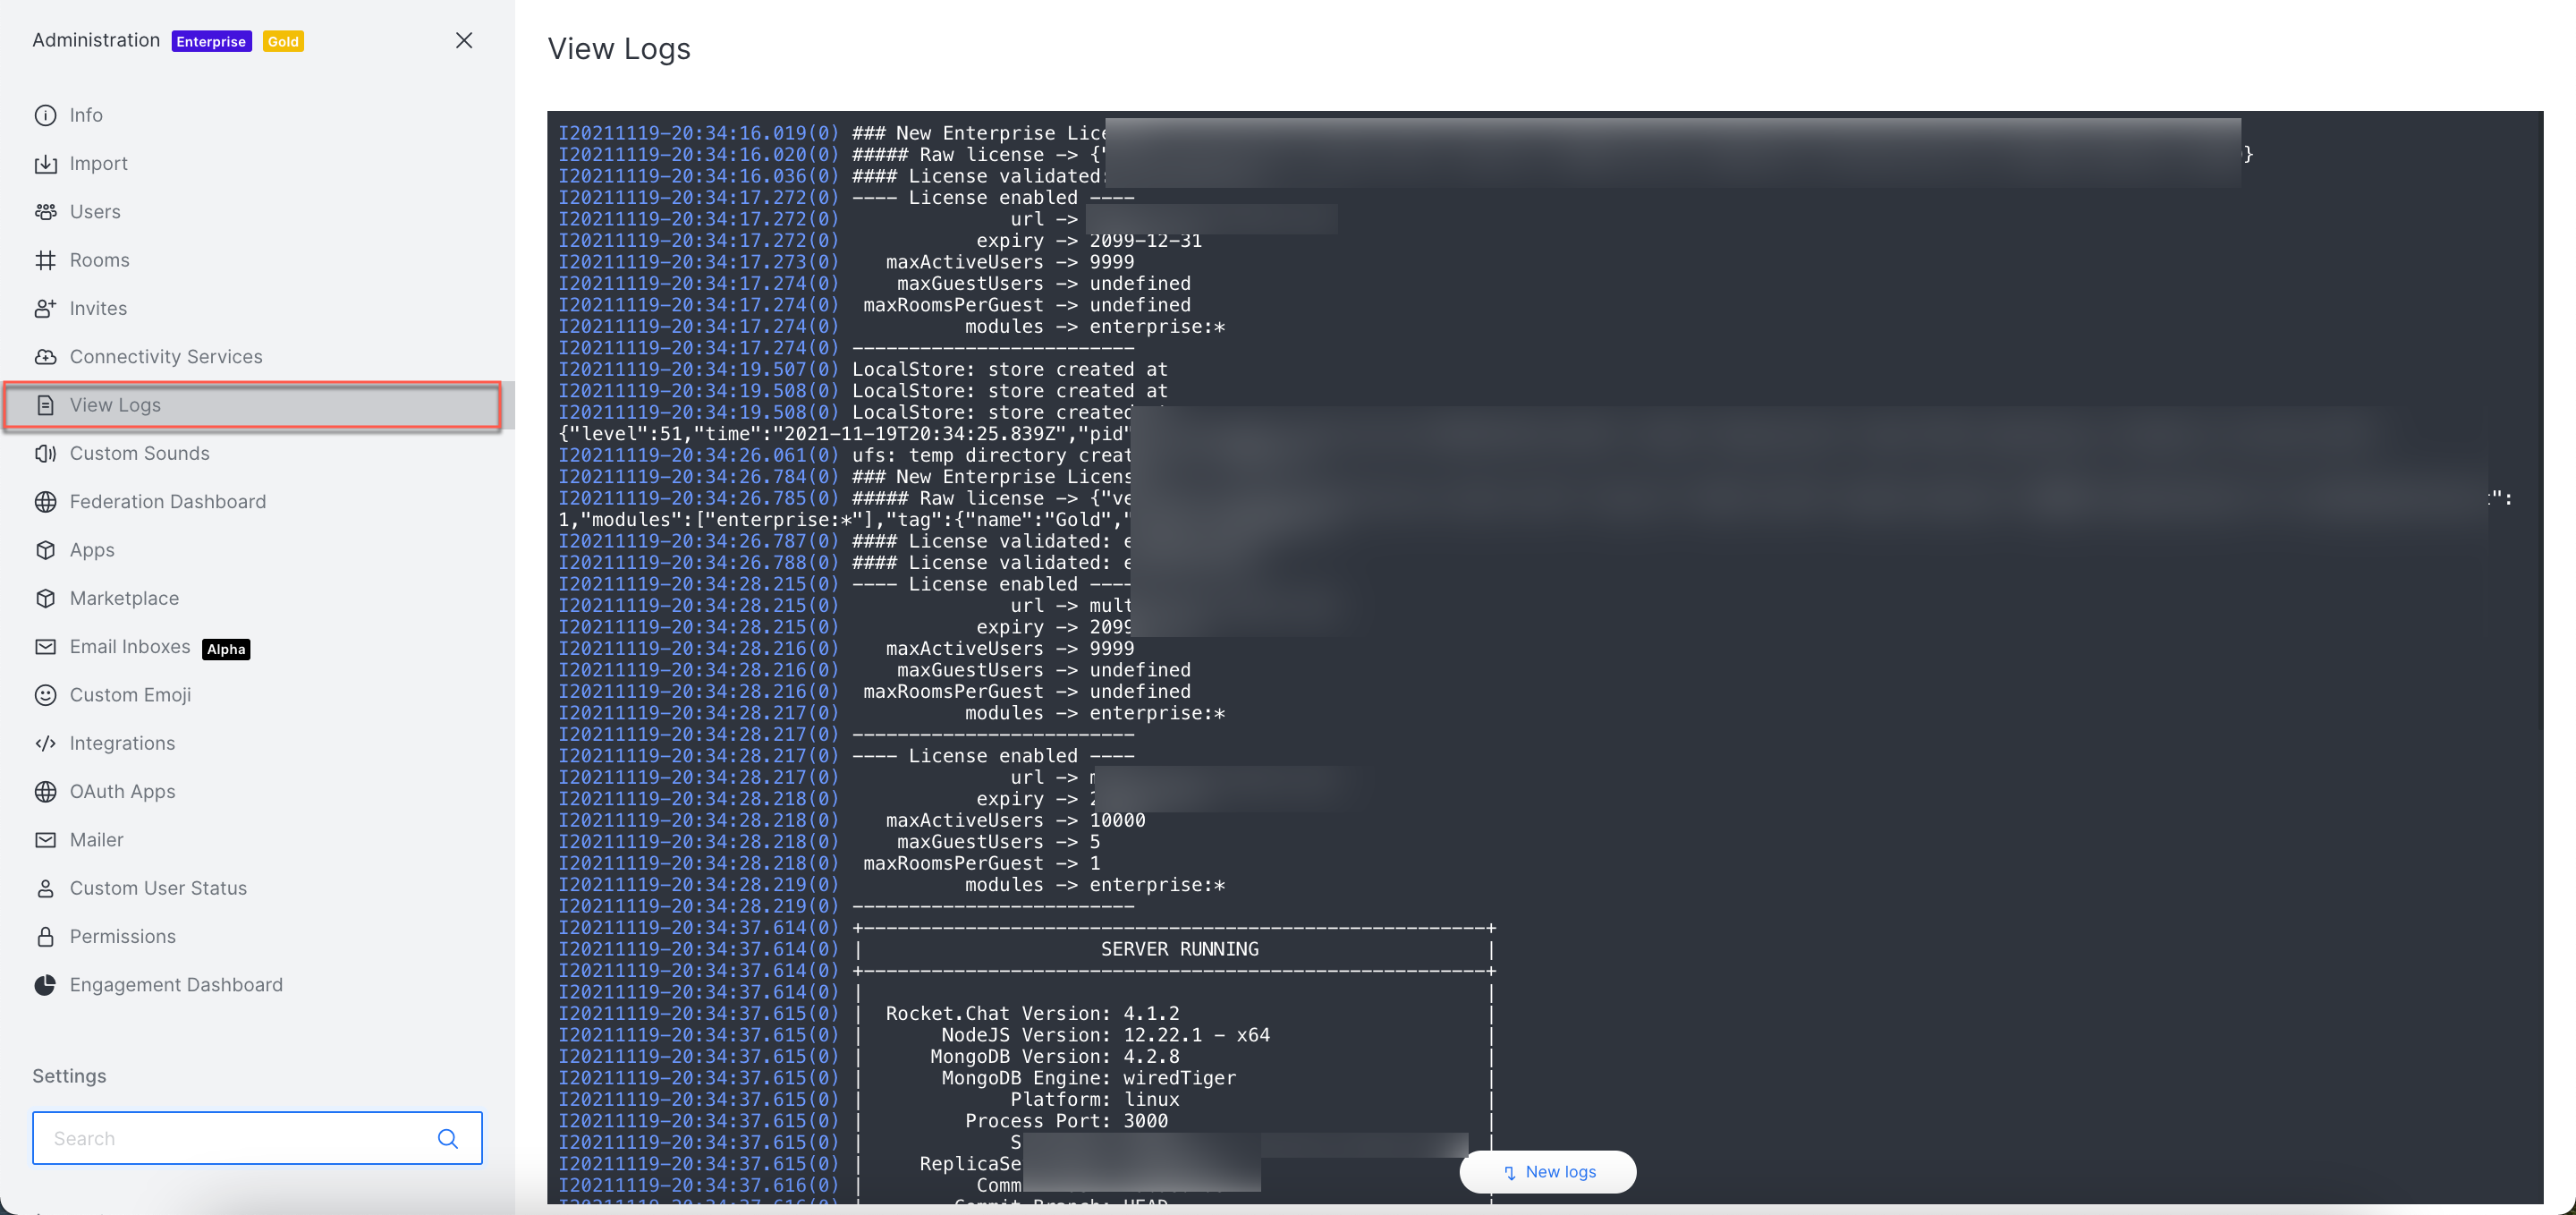 Administration Enterprise Gold
Info
Import
Users
Rooms
Invites
Connectivity Services
View Logs
Custom Sounds
Federation Dashboard
Apps
Marketplace
Email Inboxes Alpha
Custom Emoji
Integrations
OAuth Apps
Mailer
Custom User Status
Permissions
Engagement Dashboard
Settings
Search
View Logs
I20211119-20:34:16.019(0) ### New Enterprise
I20211119-20:34:16.020(0) ##### Raw license -> {" }
I20211119-20:34:16.036(0) #### License validated:
I20211119-20:34:17.272(0) ---- License enabled ----
I20211119-20:34:17.272(0) url ->
I20211119-20:34:17.272(0) expiry -> 2099-12-31
I20211119-20:34:17.273(0) maxActiveUsers -> 9999
I20211119-20:34:17.274(0) maxGuestUsers -> undefined
I20211119-20:34:17.274(0) maxRoomsPerGuest -> undefined
I20211119-20:34:17.274(0) modules -> enterprise:*
I20211119-20:34:17.274(0) -------------------------
I20211119-20:34:19.507(0) LocalStore: store created at
I20211119-20:34:19.508(0) LocalStore: store created at
I20211119-20:34:19.508(0) LocalStore: store created
{"level":51,"time":"2021-11-19T20:34:25.839Z","pid"
I20211119-20:34:26.061(0) ufs: temp directory
I20211119-20:34:26.784(0) ### New Enterprise
I20211119-20:34:26.785(0) ##### Raw license -> {"ve ":
1,"modules":["enterprise:*"],"tag":{"name":"Gold","
I20211119-20:34:26.787(0) #### License validated:
I20211119-20:34:26.788(0) #### License validated:
I20211119-20:34:28.215(0) ---- License enabled ----
I20211119-20:34:28.215(0) url -> mult
I20211119-20:34:28.215(0) expiry -> 2099
I20211119-20:34:28.216(0) maxActiveUsers -> 9999
I20211119-20:34:28.216(0) maxGuestUsers -> undefined
I20211119-20:34:28.216(0) maxRoomsPerGuest -> undefined
I20211119-20:34:28.217(0) modules -> enterprise:*
I20211119-20:34:28.217(0) -------------------------
I20211119-20:34:28.217(0) ---- License enabled ----
I20211119-20:34:28.217(0) url ->
I20211119-20:34:28.218(0) expiry ->
I20211119-20:34:28.218(0) maxActiveUsers -> 10000
I20211119-20:34:28.218(0) maxGuestUsers -> 5
I20211119-20:34:28.218(0) maxRoomsPerGuest -> 1
I20211119-20:34:28.219(0) modules -> enterprise:*
I20211119-20:34:28.219(0) -------------------------
I20211119-20:34:37.614(0) +-------------------------------------------------------+
I20211119-20:34:37.614(0) | SERVER RUNNING |
I20211119-20:34:37.614(0) +-------------------------------------------------------+
I20211119-20:34:37.614(0) | |
I20211119-20:34:37.615(0) | Rocket.Chat Version: 4.1.2 |
I20211119-20:34:37.615(0) | NodeJS Version: 12.22.1 - x64 |
I20211119-20:34:37.615(0) | MongoDB Version: 4.2.8 |
I20211119-20:34:37.615(0) | MongoDB Engine: wiredTiger |
I20211119-20:34:37.615(0) | Platform: linux |
I20211119-20:34:37.615(0) | Process Port: 3000 |
I20211119-20:34:37.615(0) | S |
I20211119-20:34:37.615(0) | ReplicaSe
I20211119-20:34:37.616(0) | Comm
New logs